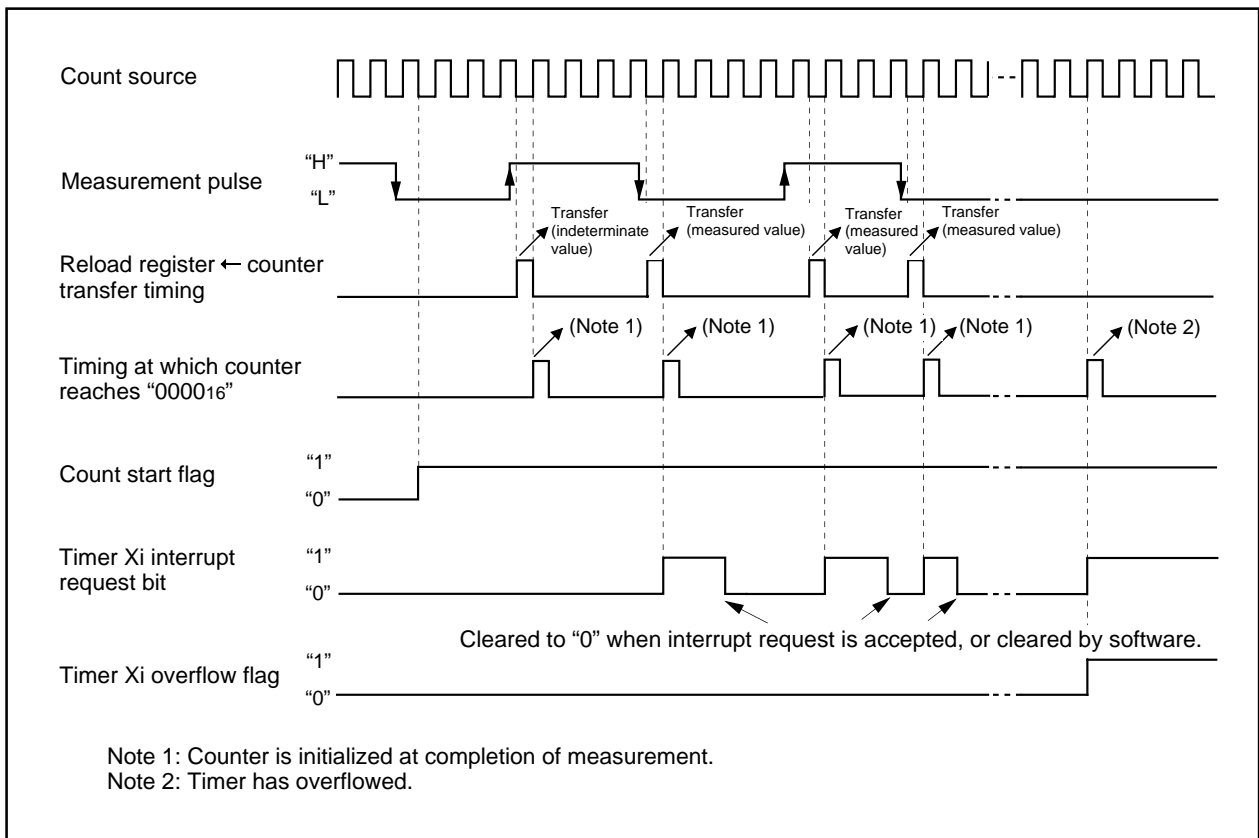 Count source
Measurement pulse
“H”
“L”
Transfer
(indeterminate
value)
Transfer
(measured value)
Transfer
(measured
value)
Transfer
(measured value)
Reload register ← counter
transfer timing
(Note 1)
(Note 1)
(Note 1)
(Note 1)
(Note 2)
Timing at which counter
reaches “000016”
Count start flag
“1”
“0”
Timer Xi interrupt
request bit
“1”
“0”
Cleared to “0” when interrupt request is accepted, or cleared by software.
Timer Xi overflow flag
“1”
“0”
Note 1: Counter is initialized at completion of measurement.
Note 2: Timer has overflowed.